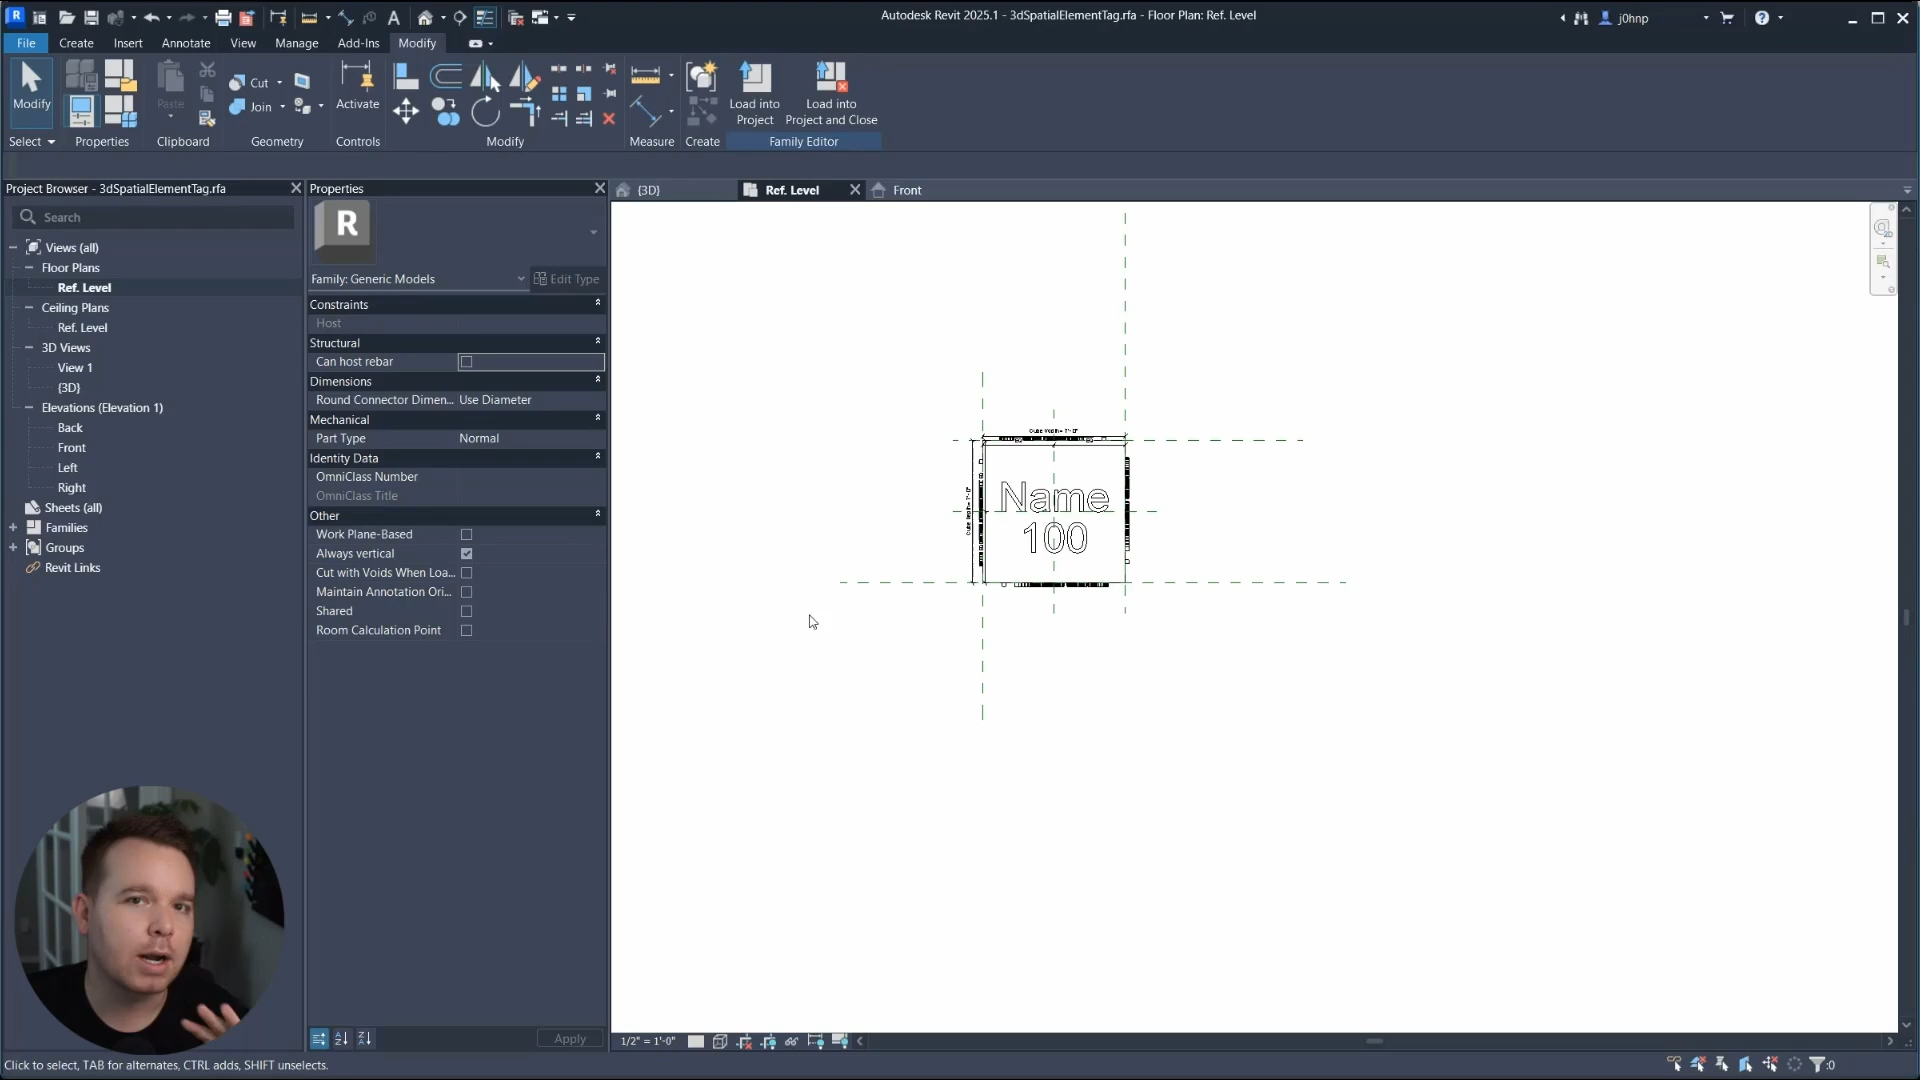 Autodesk Revit 2025.1 - 3dSpatialElementTag.rfa - Floor Plan: Ref. Level
j0hnp
File
Create
Insert
Annotate
View
Manage
Add-Ins
Modify
Modify
Paste
Cut
Join
Activate
Load into
Project
Load into
Project and Close
Select
Properties
Clipboard
Geometry
Controls
Modify
Measure
Create
Family Editor
Project Browser - 3dSpatialElementTag.rfa
Search
Views (all)
Floor Plans
Ref. Level
Ceiling Plans
Ref. Level
3D Views
View 1
{3D}
Elevations (Elevation 1)
Back
Front
Left
Right
Sheets (all)
Families
Groups
Revit Links
Properties
R
Family: Generic Models
Edit Type
Constraints
Host
Structural
Can host rebar
Dimensions
Round Connector Dimen... Use Diameter
Mechanical
Part Type Normal
Identity Data
OmniClass Number
OmniClass Title
Other
Work Plane-Based
Always vertical
Cut with Voids When Loa...
Maintain Annotation Ori...
Shared
Room Calculation Point
Apply
{3D}
Ref. Level
Front
Name
100
1/2" = 1'-0"
Click to select, TAB for alternates, CTRL adds, SHIFT unselects.
:0